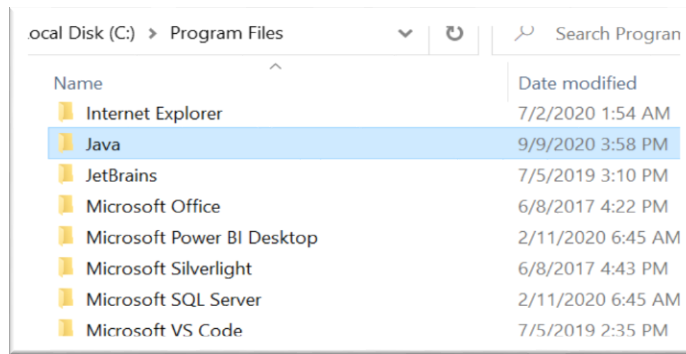 ocal Disk (C:) > Program Files
Search Program
Name Date modified
Internet Explorer 7/2/2020 1:54 AM
Java 9/9/2020 3:58 PM
JetBrains 7/5/2019 3:10 PM
Microsoft Office 6/8/2017 4:22 PM
Microsoft Power BI Desktop 2/11/2020 6:45 AM
Microsoft Silverlight 6/8/2017 4:43 PM
Microsoft SQL Server 2/11/2020 6:45 AM
Microsoft VS Code 7/5/2019 2:35 PM